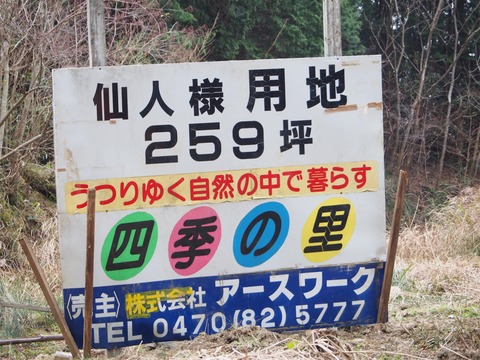 仙人様用地
259坪
うつりゆく自然の中で暮らす
四季の里
〈売主〉株式会社 アースワーク
TEL 0470(82)5777